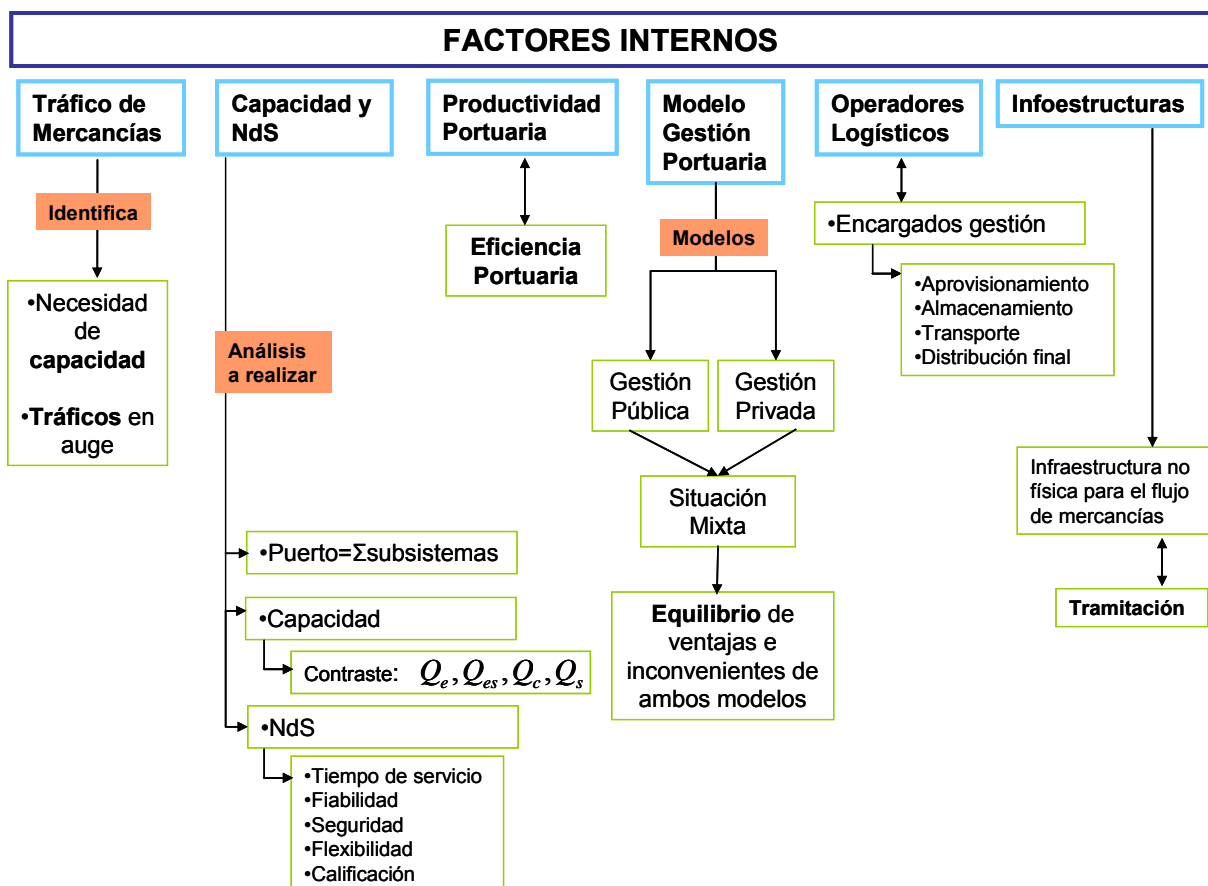 FACTORES INTERNOS
Tráfico de
Mercancías
Identifica
•Necesidad
de
capacidad
•Tráficos en
auge
Capacidad y
NdS
Análisis
a realizar
•Puerto=Σsubsistemas
•Capacidad
Contraste: Qe,Qes,Qc,Qs
•NdS
•Tiempo de servicio
•Fiabilidad
•Seguridad
•Flexibilidad
•Calificación
Productividad
Portuaria
Eficiencia
Portuaria
Modelo
Gestión
Portuaria
Modelos
Gestión
Pública
Gestión
Privada
Situación
Mixta
Equilibrio de
ventajas e
inconvenientes de
ambos modelos
Operadores
Logísticos
•Encargados gestión
•Aprovisionamiento
•Almacenamiento
•Transporte
•Distribución final
Infoestructuras
Infraestructura no
física para el flujo
de mercancías
Tramitación